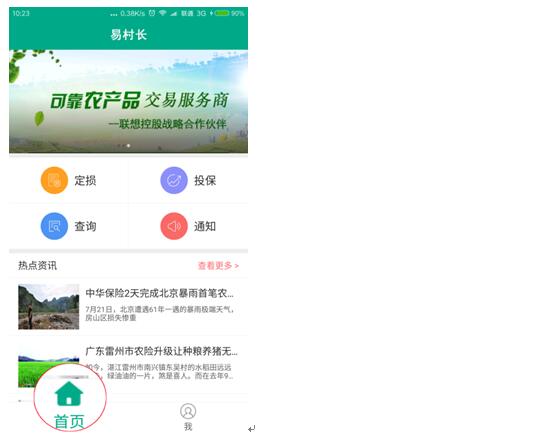 10:23 ... 0.38K/s 联通 3G 90%
易村长
可靠农产品交易服务商
--联想控股战略合作伙伴
定损 投保
查询 通知
热点资讯 查看更多 >
中华保险2天完成北京暴雨首笔农...
7月21日，北京遭遇61年一遇的暴雨极端天气，
房山区损失惨重
广东雷州市农险升级让种粮养猪无...
如今，湛江雷州市南兴镇东吴村的水稻田远远
，绿油油的一片，煞是喜人。而在去年9...
首页 我